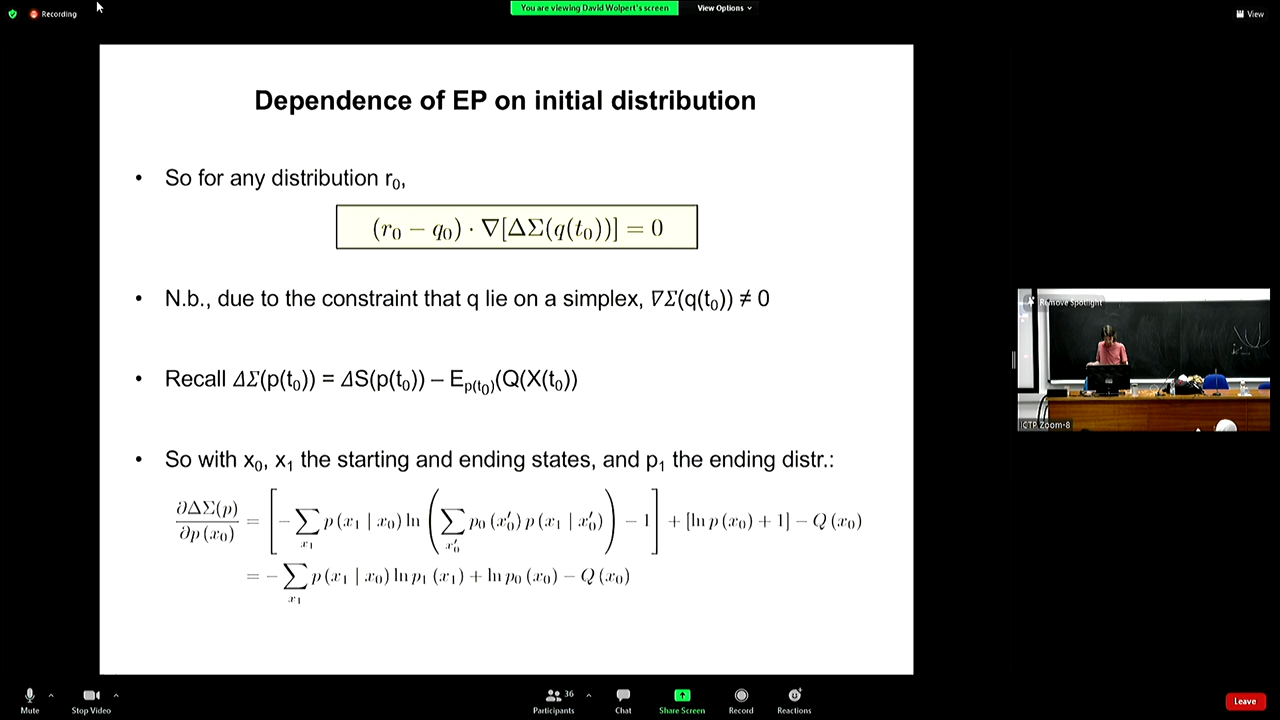 Recording
You are viewing David Wolpert's screen
View Options
View
Dependence of EP on initial distribution
• So for any distribution r₀,
(r₀ − q₀) · ∇[ΔΣ(q(t₀))] = 0
• N.b., due to the constraint that q lie on a simplex, ∇Σ(q(t₀)) ≠ 0
• Recall ΔΣ(p(t₀)) = ΔS(p(t₀)) – E_{p(t₀)}(Q(X(t₀))
• So with x₀, x₁ the starting and ending states, and p₁ the ending distr.:
∂ΔΣ(p)/∂p(x₀) = [−∑_{x₁} p(x₁ | x₀) ln (∑_{x′₀} p₀(x′₀) p(x₁ | x′₀)) − 1] + [ln p(x₀) + 1] − Q(x₀)
= −∑_{x₁} p(x₁ | x₀) ln p₁(x₁) + ln p₀(x₀) − Q(x₀)
Remove Spotlight
ICTP Zoom-8
Mute
Stop Video
36
Participants
Chat
Share Screen
Record
Reactions
Leave